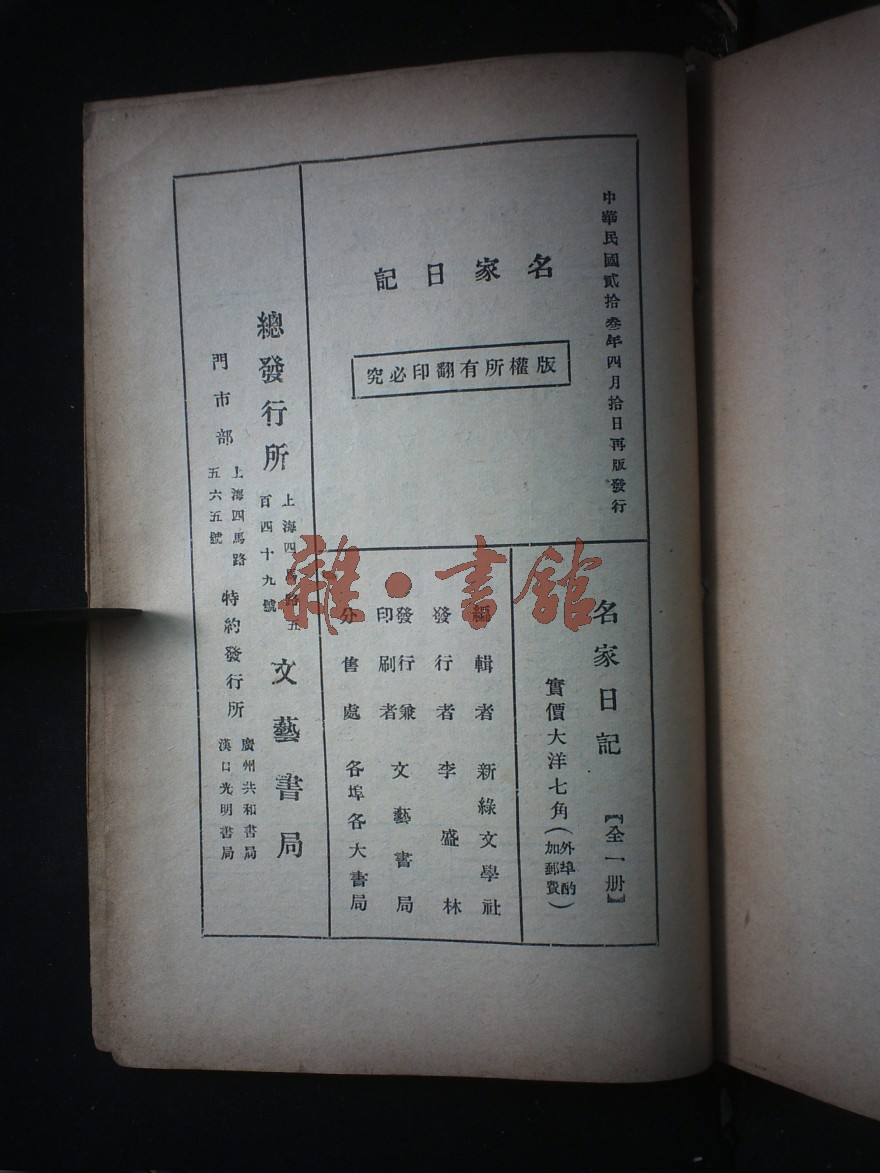 中華民國貳拾叁年四月拾日再版發行
名家日記
版權所有翻印必究
名家日記【全一册】
實價大洋七角(外埠酌加郵費)
編輯者 新綠文學社
發行者 李盛林
發行兼印刷者 文藝書局
分售處 各埠各大書局
總發行所 上海四馬路五百四十九號 文藝書局
門市部 上海四馬路五六五號 特約發行所 廣州共和書局 漢口光明書局
雜·書館